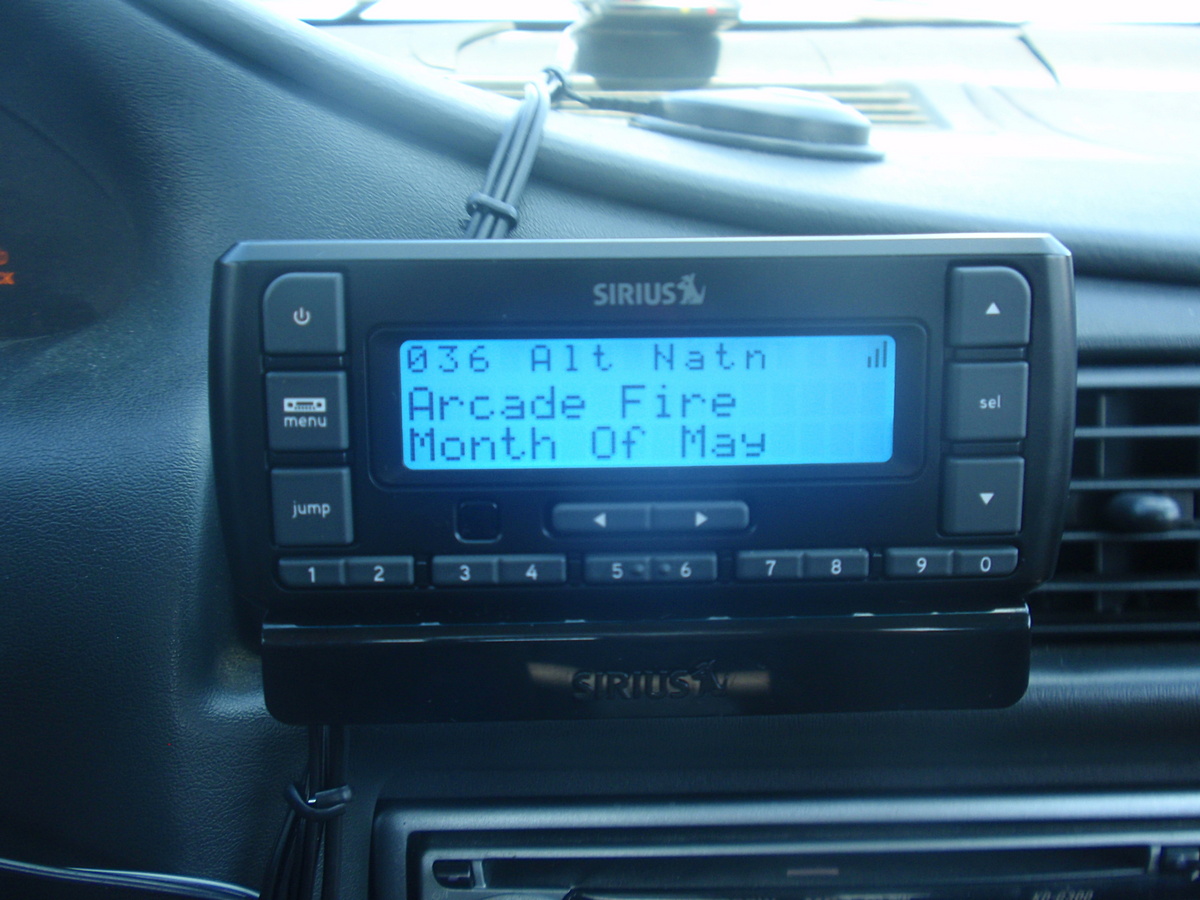 SIRIUS
036 Alt Natn
Arcade Fire
Month Of May
menu
sel
jump
1 2 3 4 5 6 7 8 9 0
SIRIUS